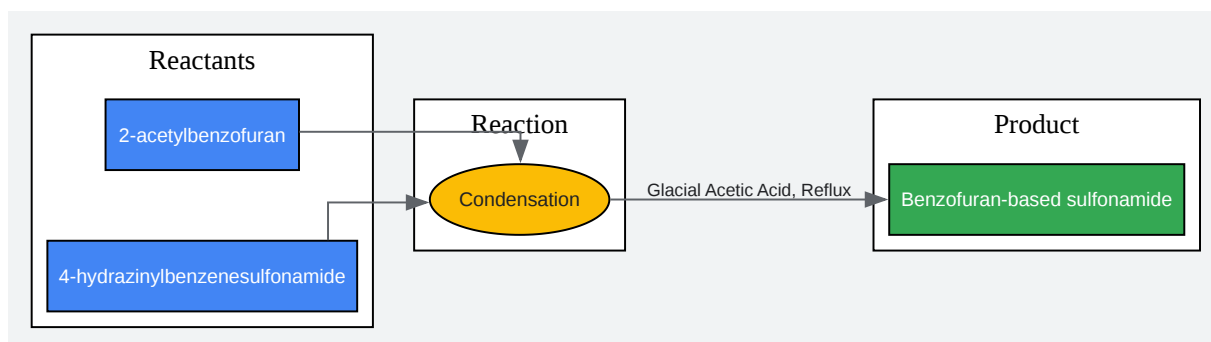 Reactants
2-acetylbenzofuran
4-hydrazinylbenzenesulfonamide
Reaction
Condensation
Glacial Acetic Acid, Reflux
Product
Benzofuran-based sulfonamide